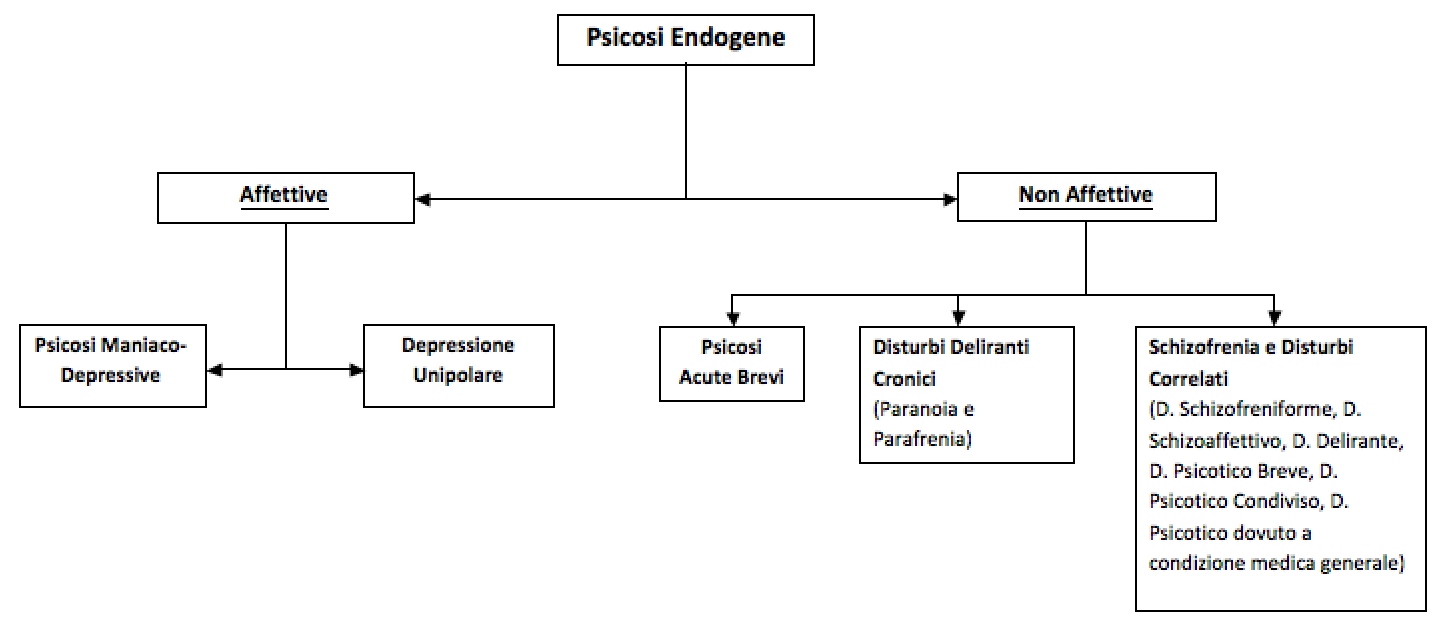 Psicosi Endogene
Affettive
Non Affettive
Psicosi Maniaco-
Depressive
Depressione
Unipolare
Psicosi
Acute Brevi
Disturbi Deliranti
Cronici
(Paranoia e
Parafrenia)
Schizofrenia e Disturbi
Correlati
(D. Schizofreniforme, D.
Schizoaffettivo, D. Delirante,
D. Psicotico Breve, D.
Psicotico Condiviso, D.
Psicotico dovuto a
condizione medica generale)